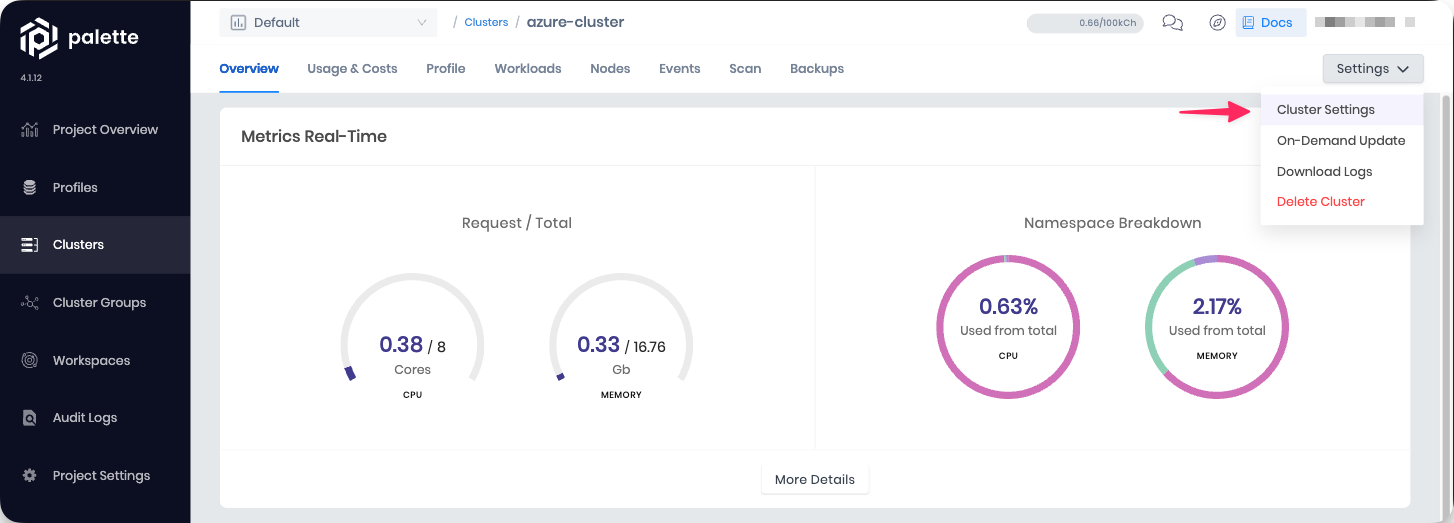 palette
4.1.12
Project Overview
Profiles
Clusters
Cluster Groups
Workspaces
Audit Logs
Project Settings
Default / Clusters / azure-cluster 0.66/100kCh Docs
Overview Usage & Costs Profile Workloads Nodes Events Scan Backups Settings
Cluster Settings
On-Demand Update
Download Logs
Delete Cluster
Metrics Real-Time
Request / Total
0.38 / 8
Cores
CPU
0.33 / 16.76
Gb
MEMORY
Namespace Breakdown
0.63%
Used from total
CPU
2.17%
Used from total
MEMORY
More Details